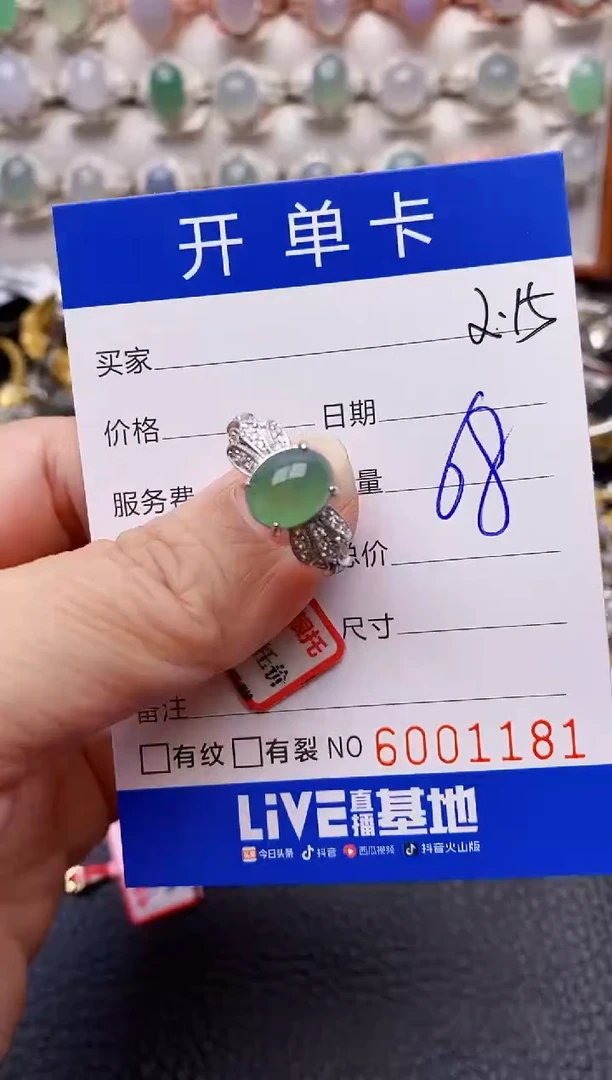 开单卡
2.15
买家
价格 日期
服务费 量
68
总价
尺寸
备注
有纹 有裂 NO 6001181
LiVE直播基地
今日头条 抖音 西瓜视频 抖音火山版